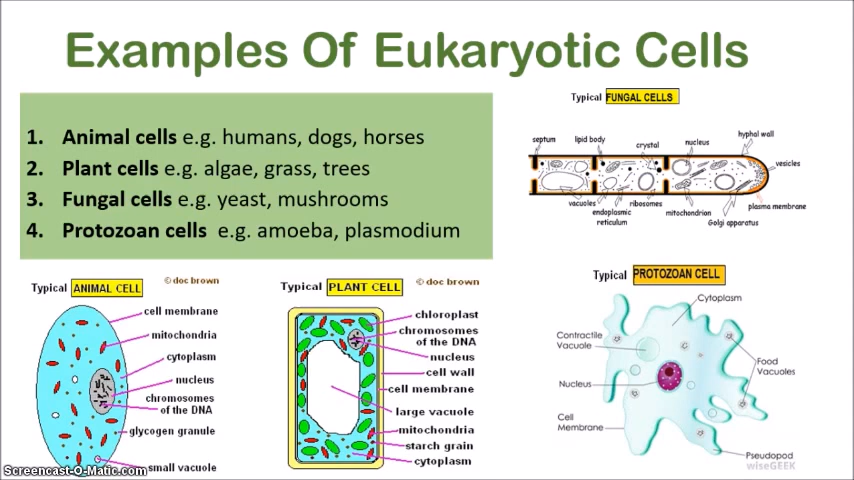 Examples Of Eukaryotic Cells
1. Animal cells e.g. humans, dogs, horses
2. Plant cells e.g. algae, grass, trees
3. Fungal cells e.g. yeast, mushrooms
4. Protozoan cells e.g. amoeba, plasmodium
Typical FUNGAL CELLS
septum
lipid body
crystal
nucleus
hyphal wall
vesicles
vacuoles
endoplasmic
reticulum
ribosomes
mitochondrion
Golgi apparatus
plasma membrane
Typical ANIMAL CELL
© doc brown
cell membrane
mitochondria
cytoplasm
nucleus
chromosomes
of the DNA
glycogen granule
small vacuole
Typical PLANT CELL
© doc brown
chloroplast
chromosomes
of the DNA
nucleus
cell wall
cell membrane
large vacuole
mitochondria
starch grain
cytoplasm
Typical PROTOZOAN CELL
Cytoplasm
Contractile
Vacuole
Food
Vacuoles
Nucleus
Cell
Membrane
Pseudopod
wiseGEEK
Screencast-O-Matic.com